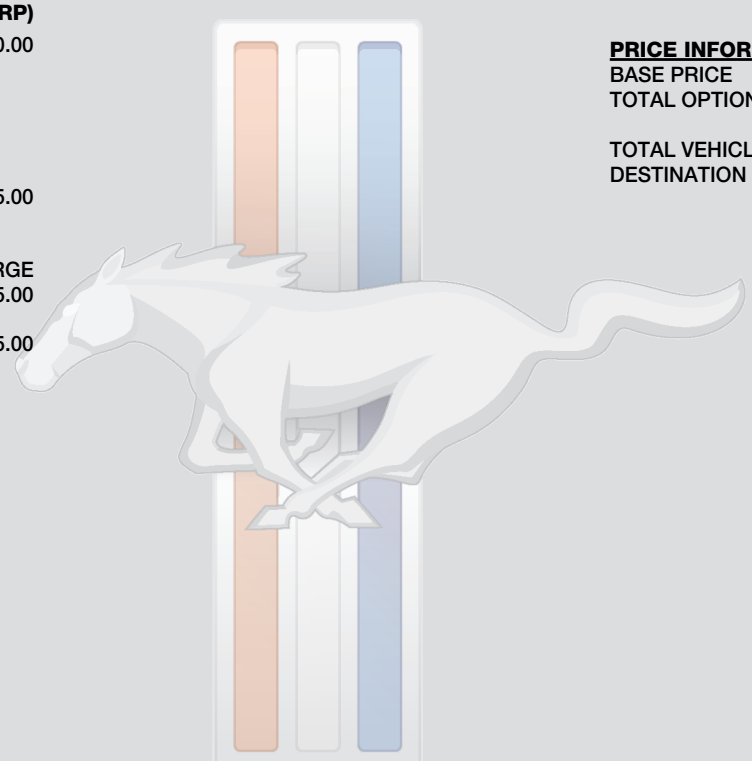 RP)
0.00
5.00
RGE
5.00
5.00
PRICE INFOR
BASE PRICE
TOTAL OPTION
TOTAL VEHICL
DESTINATION